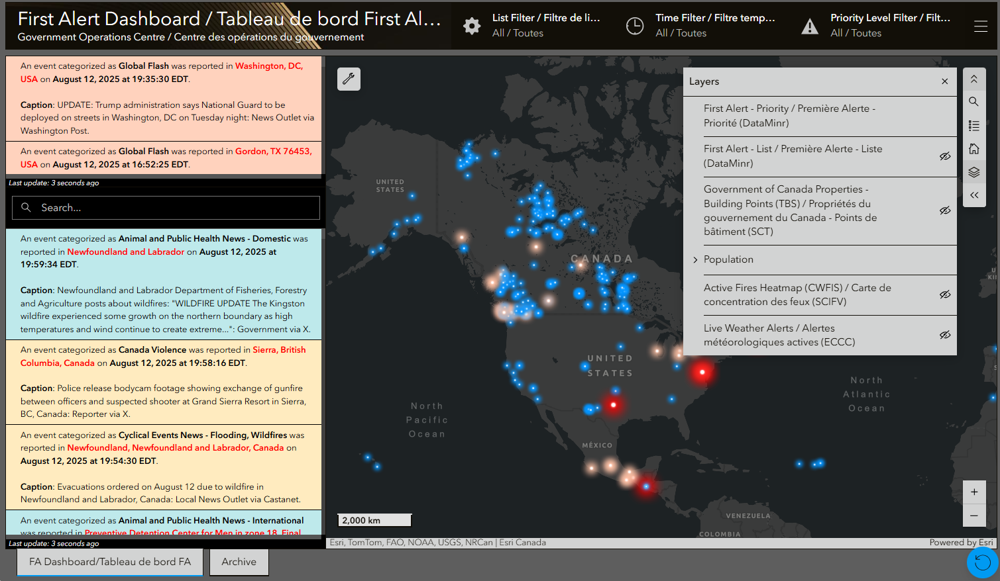 First Alert Dashboard / Tableau de bord First Al...
Government Operations Centre / Centre des opérations du gouvernement
List Filter / Filtre de li...
All / Toutes
Time Filter / Filtre temp...
All / Toutes
Priority Level Filter / Filt...
All / Toutes
An event categorized as Global Flash was reported in Washington, DC,
USA on August 12, 2025 at 19:35:30 EDT.
Caption: UPDATE: Trump administration says National Guard to be
deployed on streets in Washington, DC on Tuesday night: News Outlet via
Washington Post.
An event categorized as Global Flash was reported in Gordon, TX 76453,
USA on August 12, 2025 at 16:52:25 EDT.
Last update: 3 seconds ago
Search...
An event categorized as Animal and Public Health News - Domestic was
reported in Newfoundland and Labrador on August 12, 2025 at
19:59:34 EDT.
Caption: Newfoundland and Labrador Department of Fisheries, Forestry
and Agriculture posts about wildfires: "WILDFIRE UPDATE The Kingston
wildfire experienced some growth on the northern boundary as high
temperatures and wind continue to create extreme...": Government via X.
An event categorized as Canada Violence was reported in Sierra, British
Columbia, Canada on August 12, 2025 at 19:58:16 EDT.
Caption: Police release bodycam footage showing exchange of gunfire
between officers and suspected shooter at Grand Sierra Resort in Sierra,
BC, Canada: Reporter via X.
An event categorized as Cyclical Events News - Flooding, Wildfires was
reported in Newfoundland, Newfoundland and Labrador, Canada on
August 12, 2025 at 19:54:30 EDT.
Caption: Evacuations ordered on August 12 due to wildfire in
Newfoundland and Labrador, Canada: Local News Outlet via Castanet.
An event categorized as Animal and Public Health News - International
was reported in Preventive Detention Center for Men in zone 18, Final
Last update: 3 seconds ago
FA Dashboard/Tableau de bord FA
Archive
UNITED
STATES
CANADA
UNITED
STATES
North
Pacific
Ocean
North
Atlantic
Ocean
MÉXICO
VENEZUELA
COLOMBIA
2,000 km
Esri, TomTom, FAO, NOAA, USGS, NRCan | Esri Canada
Powered by Esri
Layers
First Alert - Priority / Première Alerte -
Priorité (DataMinr)
First Alert - List / Première Alerte - Liste
(DataMinr)
Government of Canada Properties -
Building Points (TBS) / Propriétés du
gouvernement du Canada - Points de
bâtiment (SCT)
Population
Active Fires Heatmap (CWFIS) / Carte de
concentration des feux (SCIFV)
Live Weather Alerts / Alertes
météorologiques actives (ECCC)